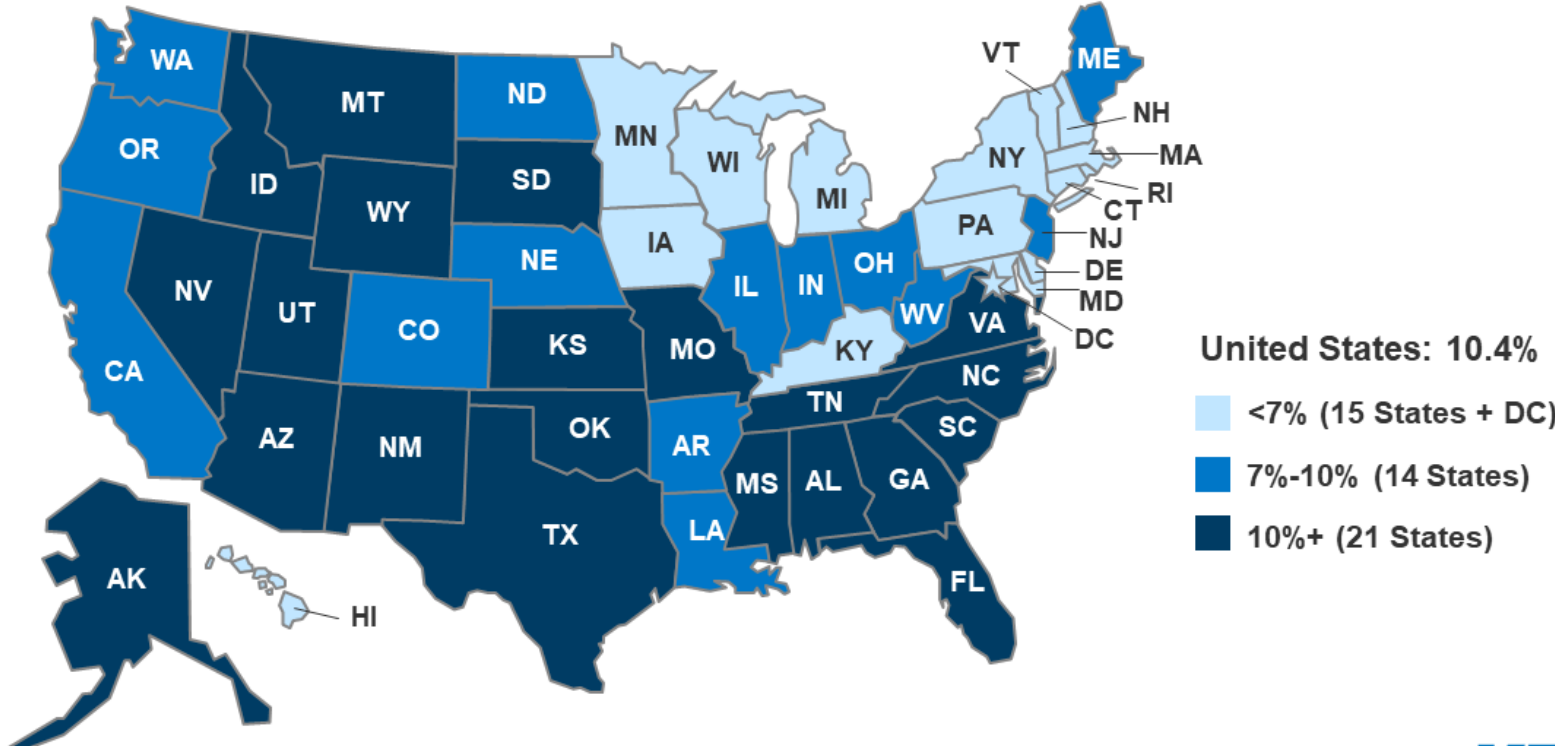 VT
ME
WA
MT
ND
NH
MN
OR
WI
NY
MA
ID
SD
MI
RI
WY
CT
PA
IA
NJ
NE
OH
DE
NV
IL
IN
MD
UT
WV
VA
CO
DC
KS
MO
KY
United States: 10.4%
CA
NC
TN
<7% (15 States + DC)
AZ
NM
OK
AR
SC
MS
AL
GA
7%-10% (14 States)
TX
LA
10%+ (21 States)
AK
FL
HI